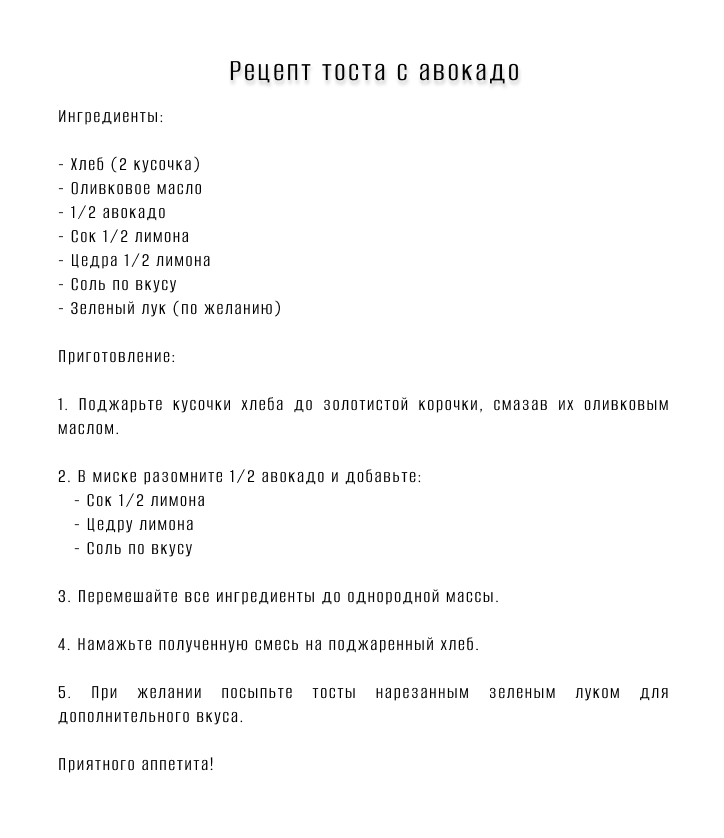 Рецепт тоста с авокадо
Ингредиенты:
- Хлеб (2 кусочка)
- Оливковое масло
- 1/2 авокадо
- Сок 1/2 лимона
- Цедра 1/2 лимона
- Соль по вкусу
- Зеленый лук (по желанию)
Приготовление:
1. Поджарьте кусочки хлеба до золотистой корочки, смазав их оливковым
маслом.
2. В миске разомните 1/2 авокадо и добавьте:
- Сок 1/2 лимона
- Цедру лимона
- Соль по вкусу
3. Перемешайте все ингредиенты до однородной массы.
4. Намажьте полученную смесь на поджаренный хлеб.
5. При желании посыпьте тосты нарезанным зеленым луком для
дополнительного вкуса.
Приятного аппетита!